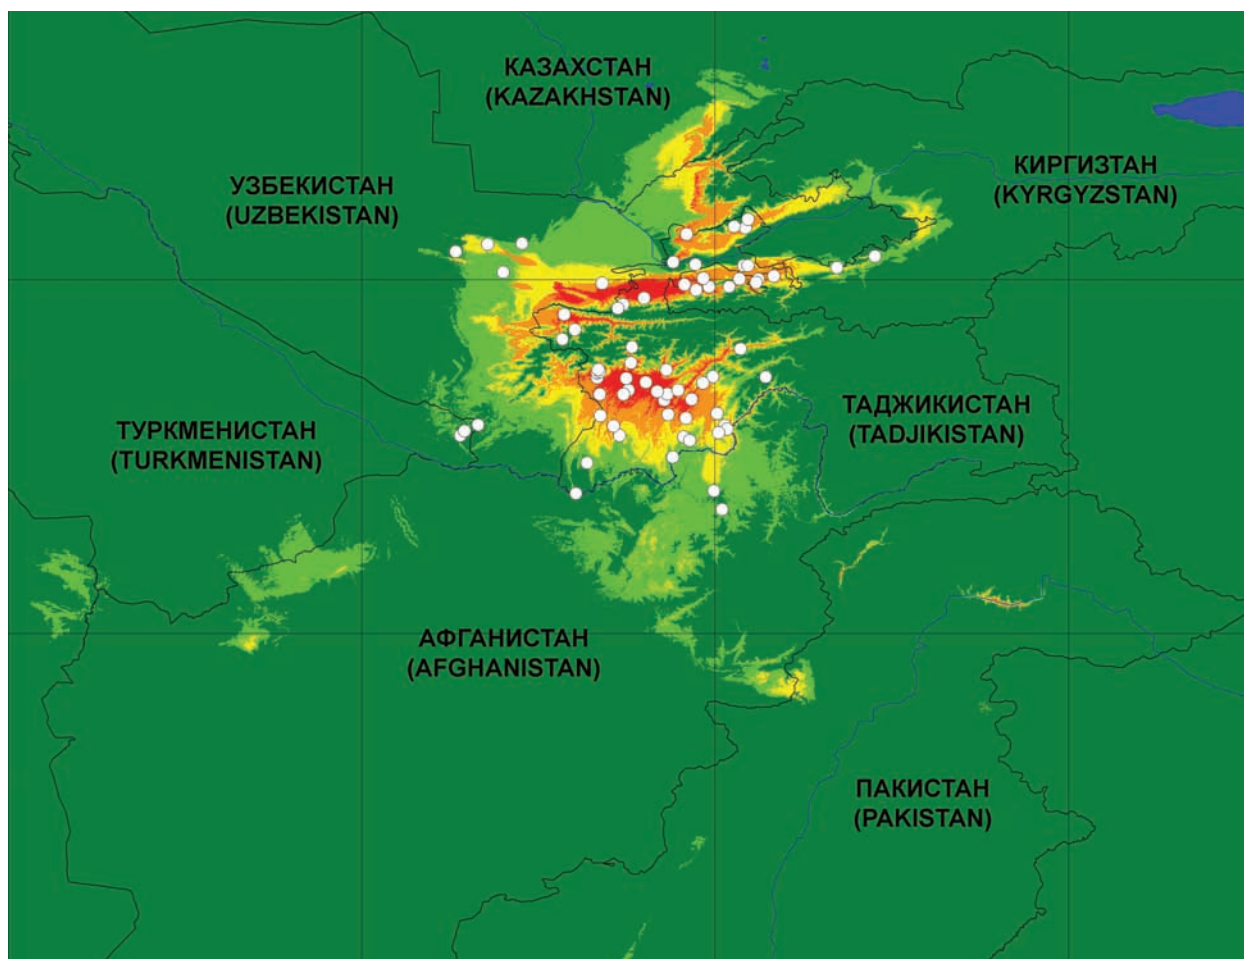 КАЗАХСТАН
(KAZAKHSTAN)
КИРГИЗТАН
(KYRGYZSTAN)
УЗБЕКИСТАН
(UZBEKISTAN)
ТАДЖИКИСТАН
(TADJIKISTAN)
ТУРКМЕНИСТАН
(TURKMENISTAN)
АФГАНИСТАН
(AFGHANISTAN)
ПАКИСТАН
(PAKISTAN)